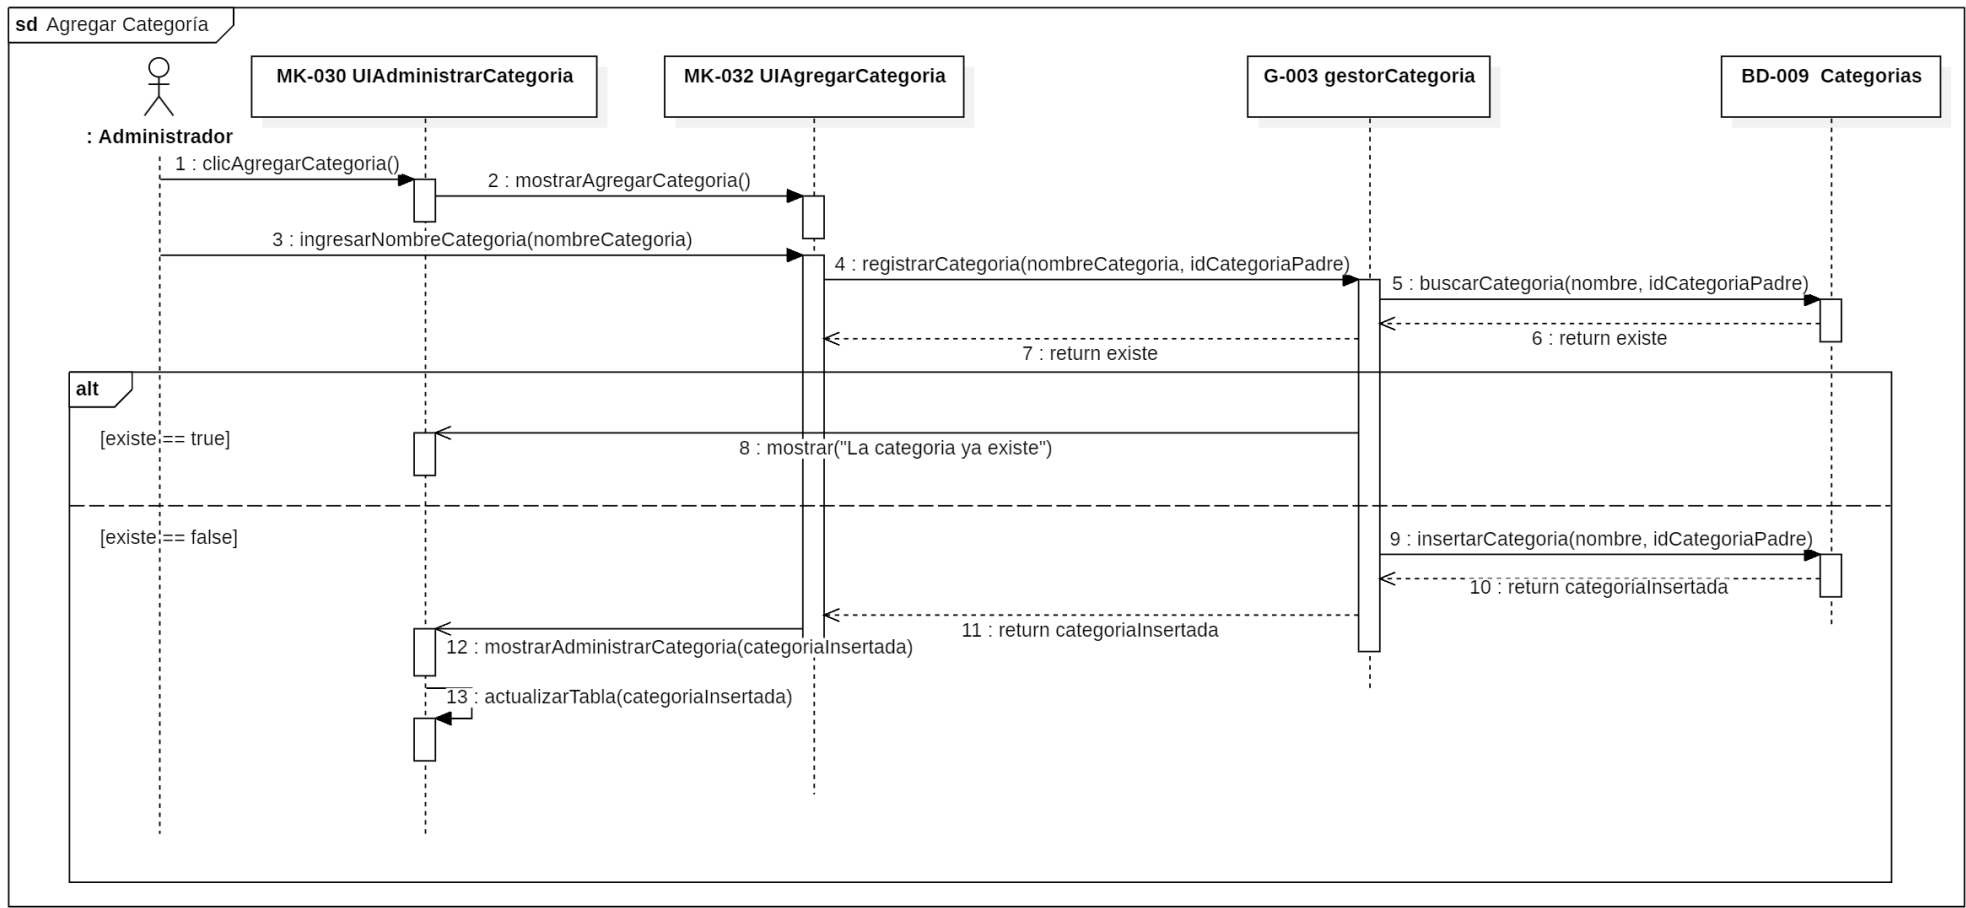 sd Agregar Categoría
MK-030 UIAdministrarCategoria
MK-032 UIAgregarCategoria
G-003 gestorCategoria
BD-009 Categorias
: Administrador
1 : clicAgregarCategoria()
2 : mostrarAgregarCategoria()
3 : ingresarNombreCategoria(nombreCategoria)
4 : registrarCategoria(nombreCategoria, idCategoriaPadre)
5 : buscarCategoria(nombre, idCategoriaPadre)
6 : return existe
7 : return existe
alt
[existe == true]
8 : mostrar("La categoria ya existe")
[existe == false]
9 : insertarCategoria(nombre, idCategoriaPadre)
10 : return categoriaInsertada
11 : return categoriaInsertada
12 : mostrarAdministrarCategoria(categoriaInsertada)
13 : actualizarTabla(categoriaInsertada)